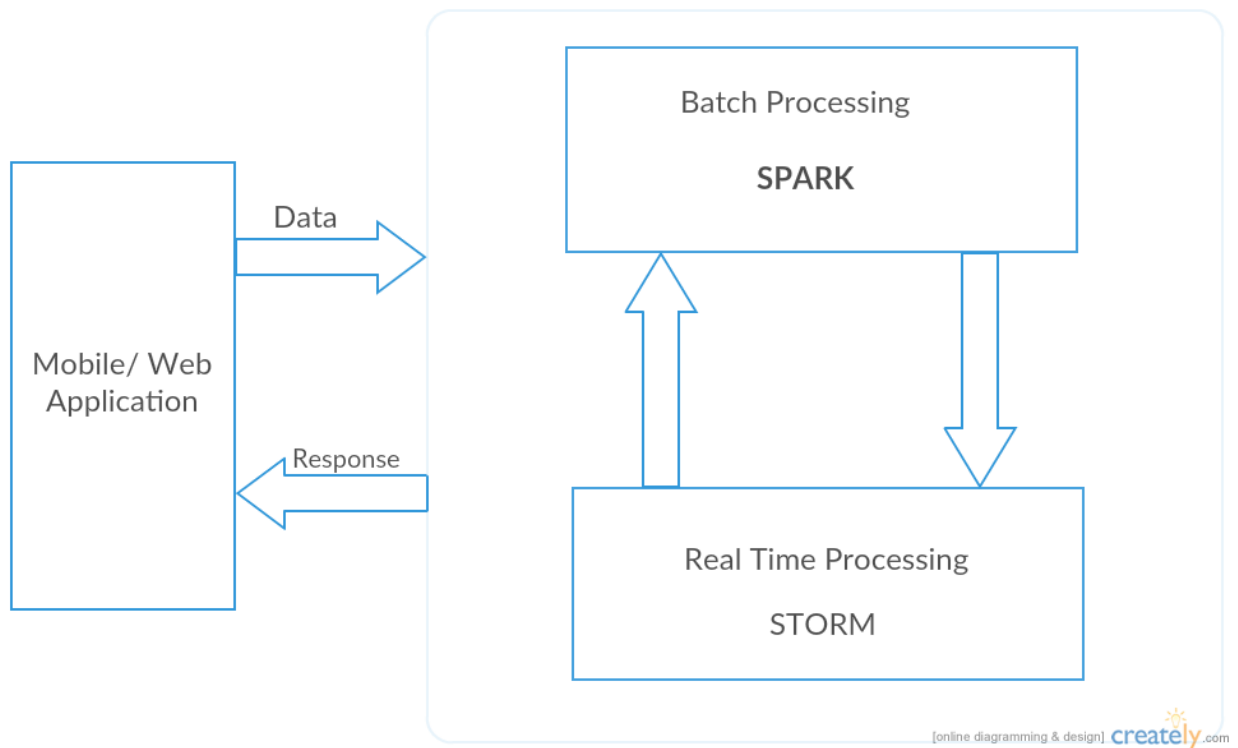 Batch Processing
SPARK
Data
Mobile/ Web
Application
Response
Real Time Processing
STORM
[online diagramming & design] creately.com